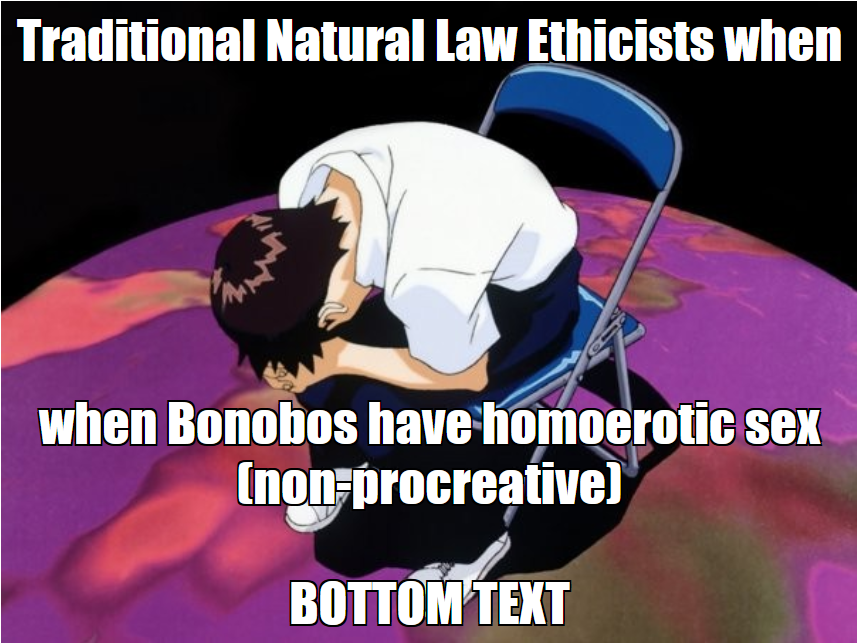 Traditional Natural Law Ethicists when
when Bonobos have homoerotic sex
(non-procreative)
BOTTOM TEXT